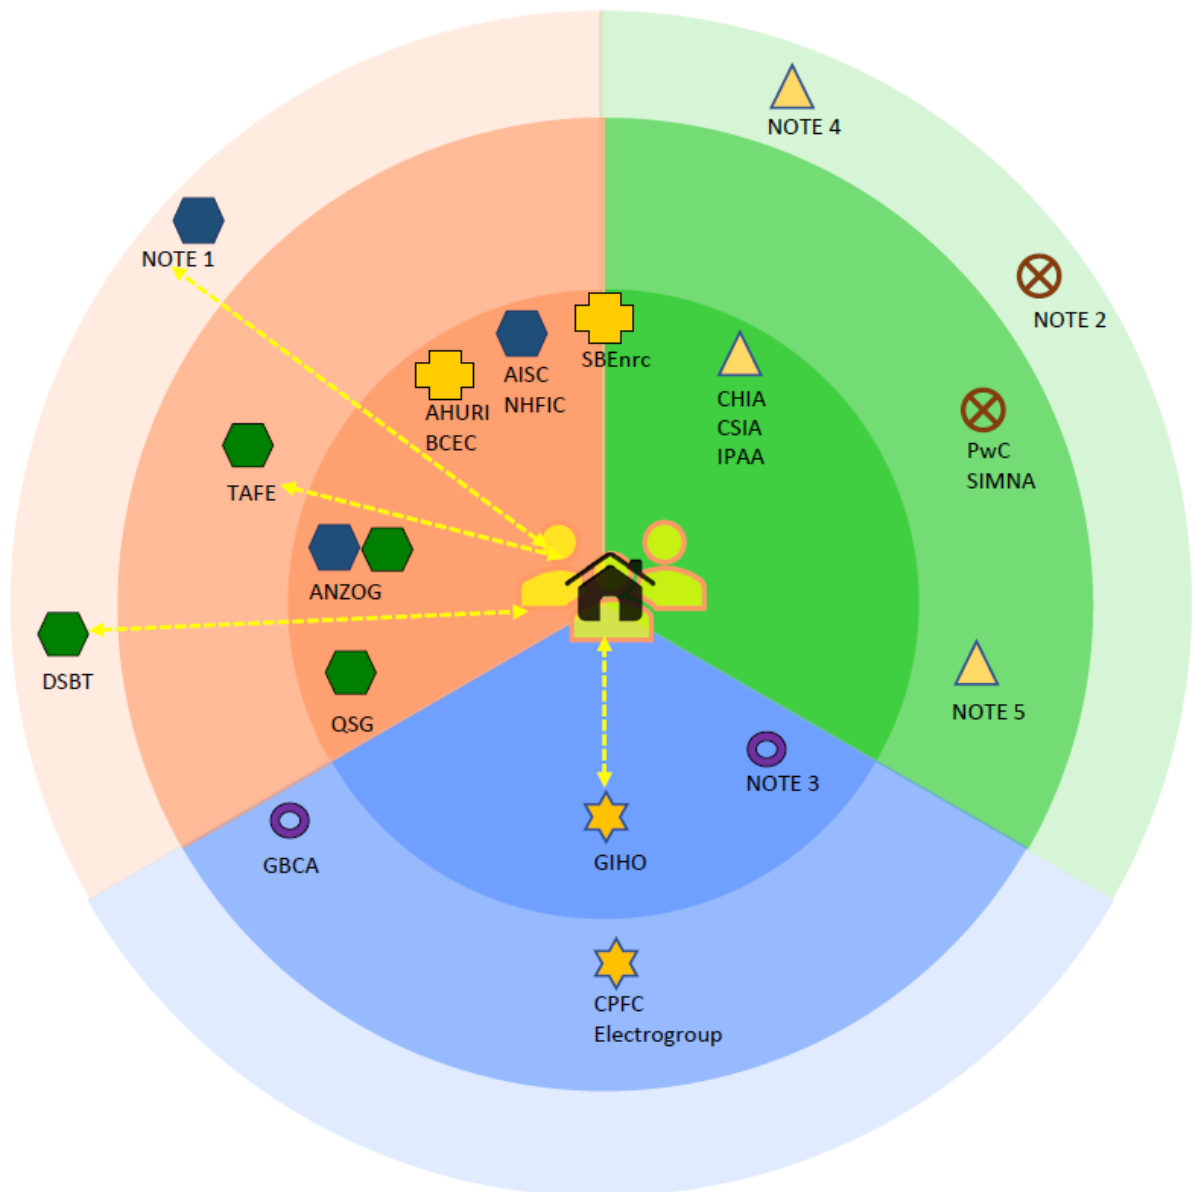 NOTE 4
NOTE 1
NOTE 2
SBEnrc
AISC
NHFIC
AHURI
BCEC
CHIA
CSIA
IPAA
PwC
SIMNA
TAFE
ANZOG
DSBT
QSG
NOTE 5
NOTE 3
GBCA
GIHO
CPFC
Electrogroup